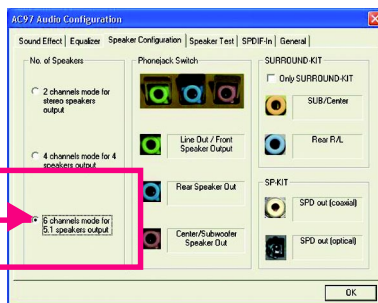 AC97 Audio Configuration
Sound Effect
Equalizer
Speaker Configuration
Speaker Test
SPDIF-In
General
No. of Speakers
2 channels mode for
stereo speakers
output
4 channels mode for 4
speakers output
6 channels mode for
5.1 speakers output
Phonejack Switch
Line Out / Front
Speaker Output
Rear Speaker Out
Center/Subwoofer
Speaker Out
SURROUND-KIT
Only SURROUND-KIT
SUB/Center
Rear R/L
SP-KIT
SPD out (coaxial)
SPD out (optical)
OK